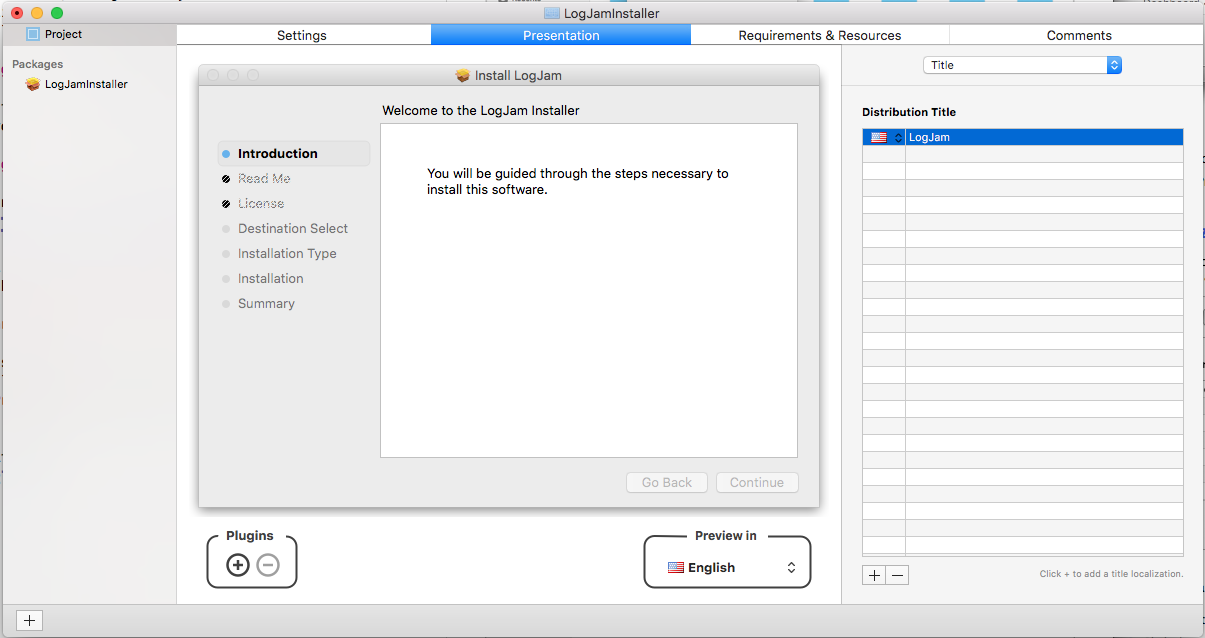 LogJamInstaller
Project
Packages
LogJamInstaller
Settings
Presentation
Requirements & Resources
Comments
Install LogJam
Welcome to the LogJam Installer
Introduction
Read Me
License
Destination Select
Installation Type
Installation
Summary
You will be guided through the steps necessary to
install this software.
Go Back
Continue
Plugins
Preview in
English
Title
Distribution Title
LogJam
Click + to add a title localization.